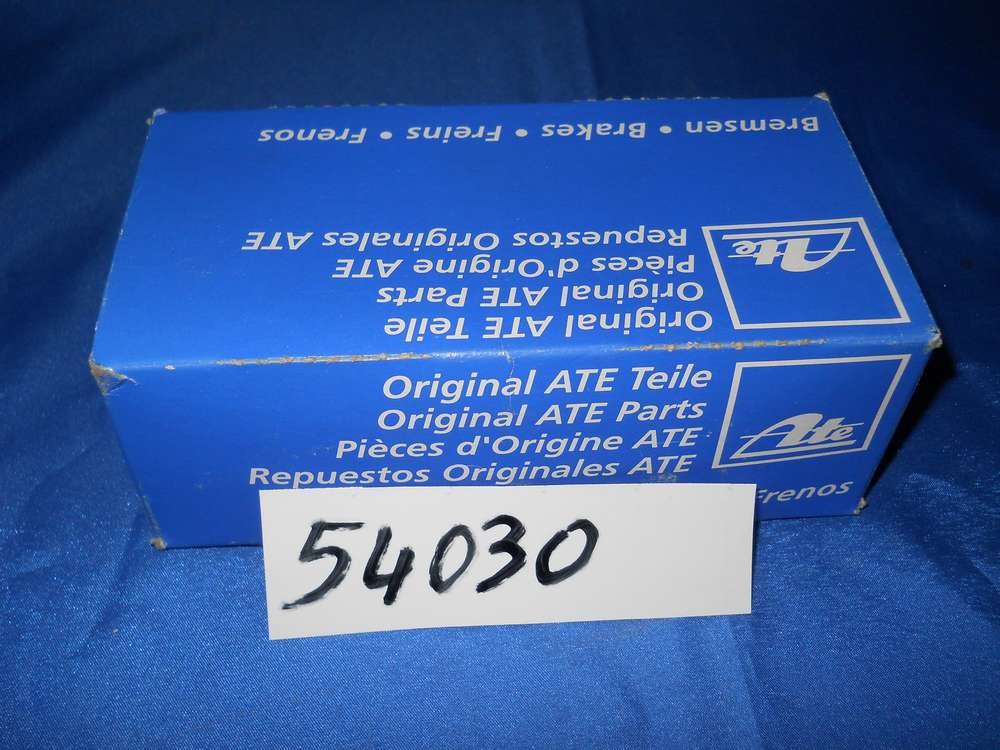 Bremsen • Brakes • Freins • Frenos
Repuestos Originales ATE
Pièces d'Origine ATE
Original ATE Parts
Original ATE Teile
Ate
Original ATE Teile
Original ATE Parts
Pièces d'Origine ATE
Repuestos Originales ATE
Ate
Frenos
54030